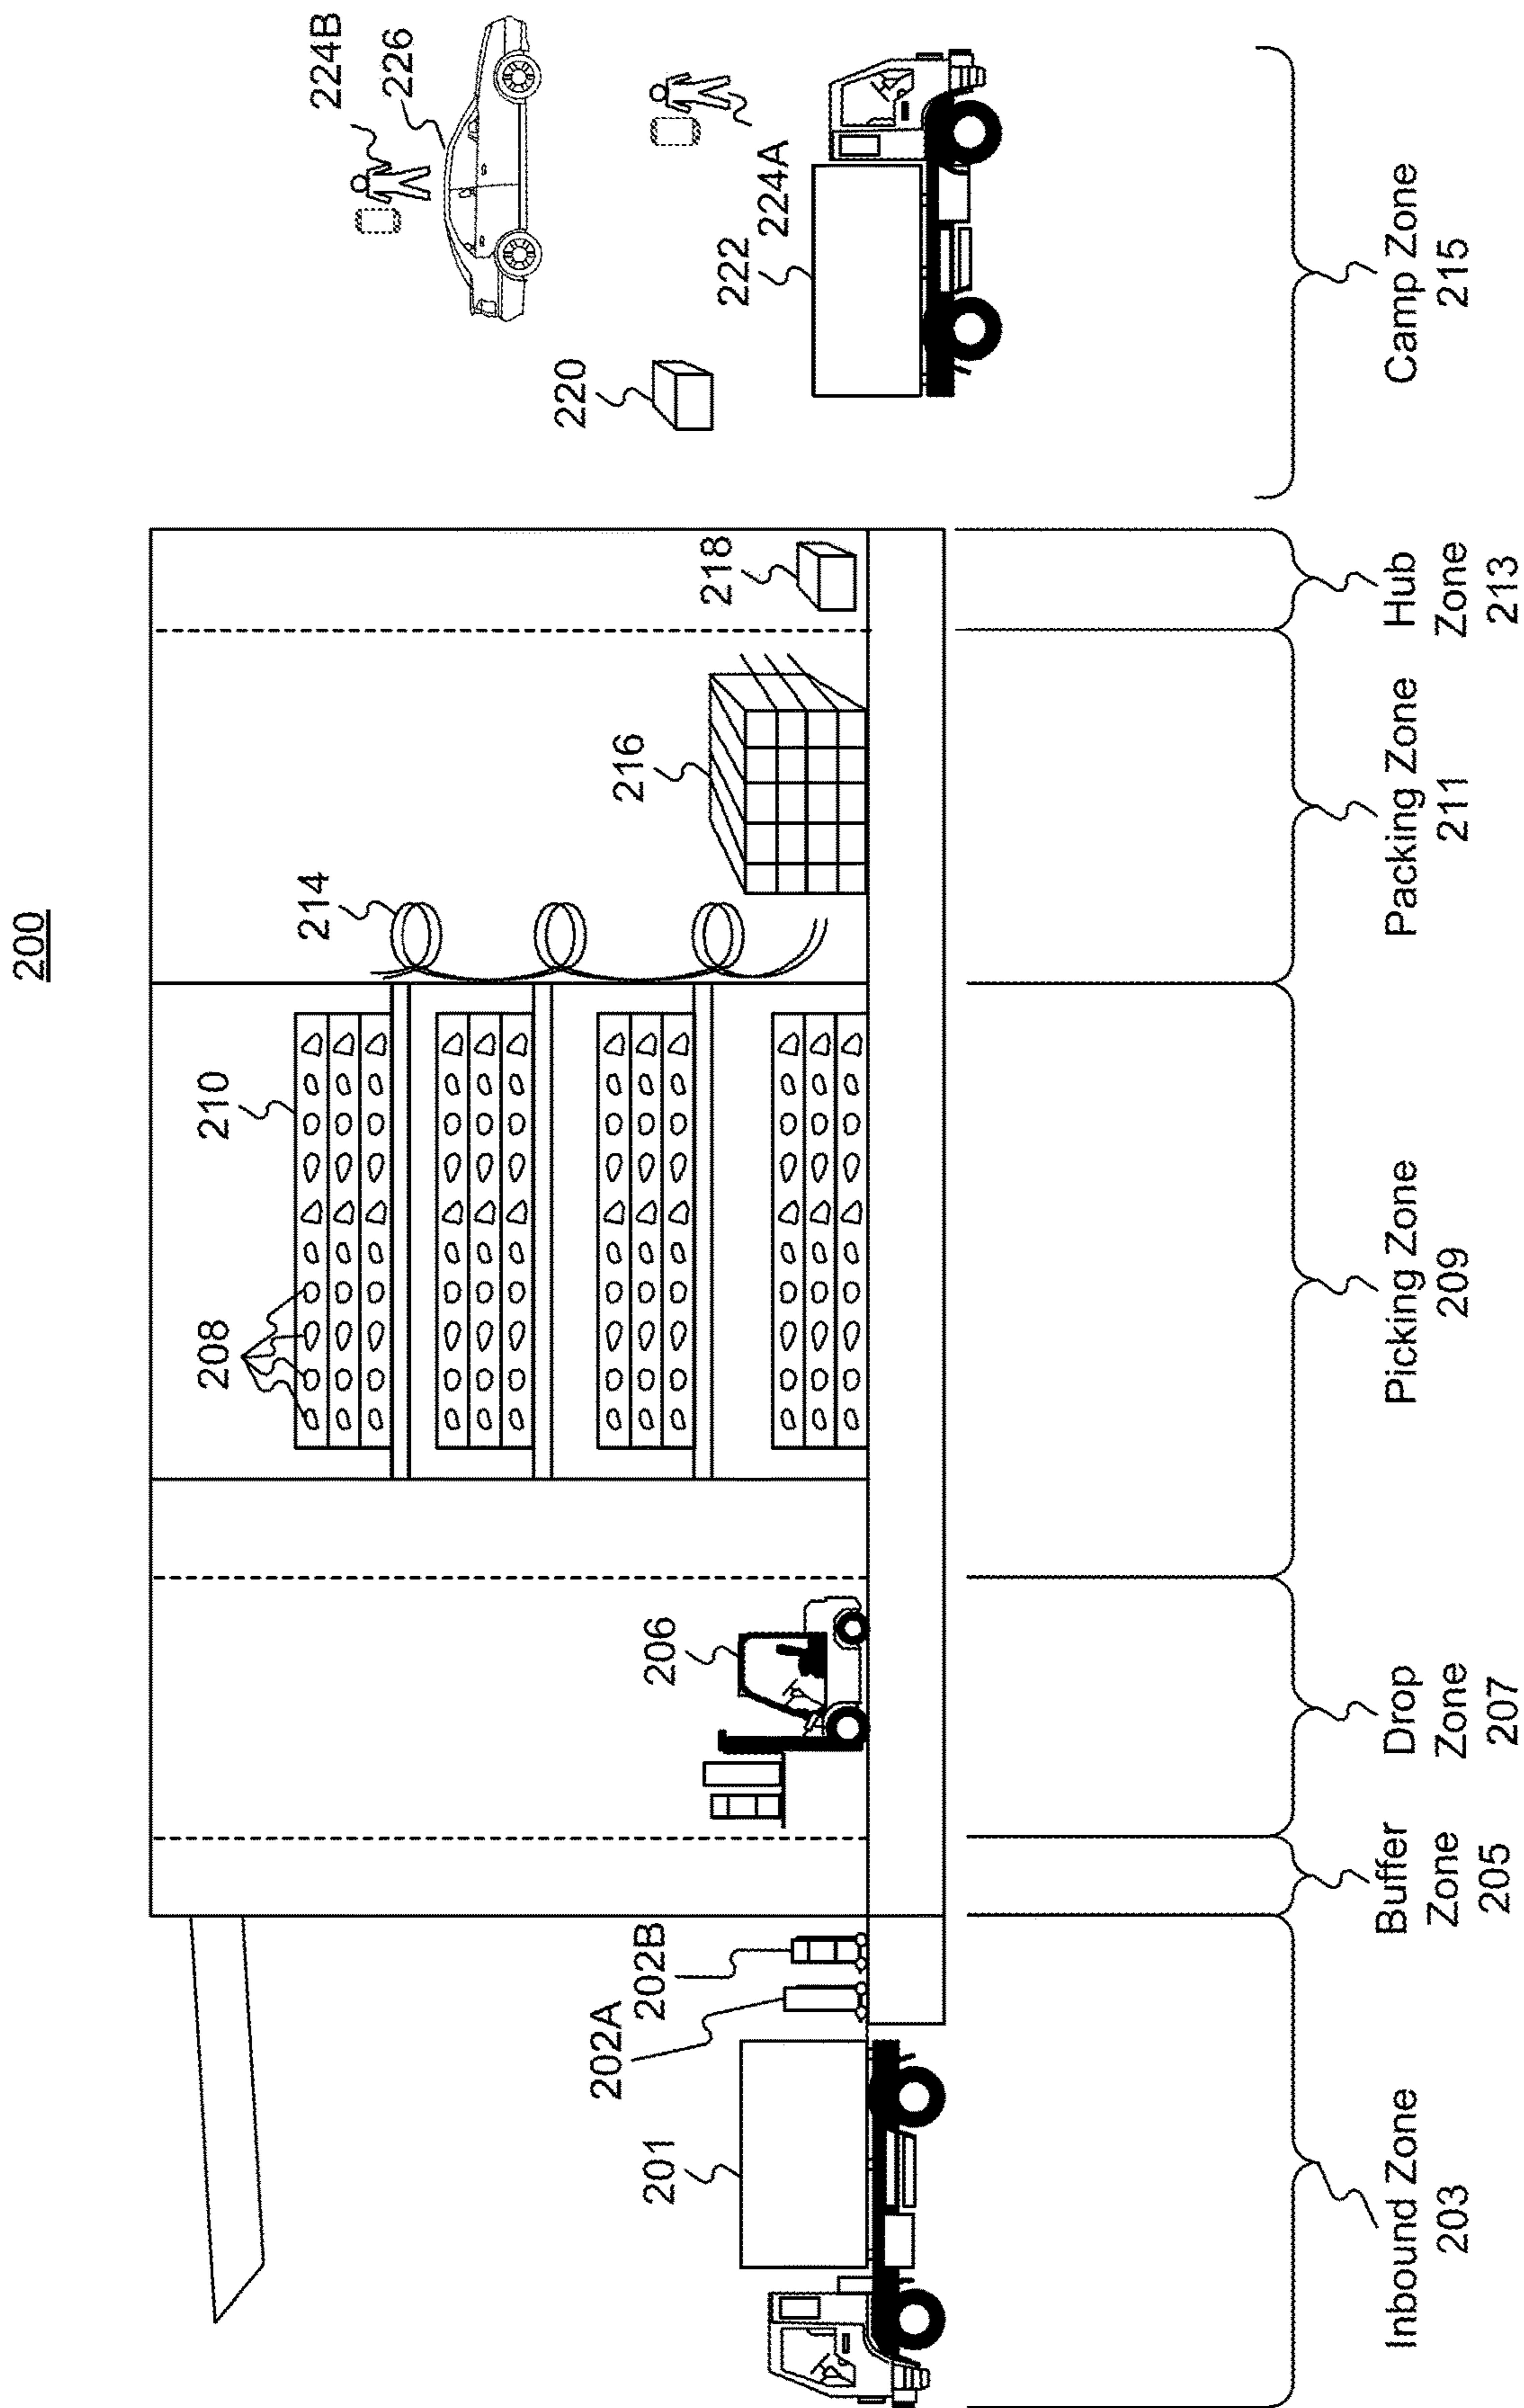 200
224B
226
224A
222
220
218
216
214
210
208
206
202B
202A
201
Inbound Zone
203
Buffer
Zone
205
Drop
Zone
207
Picking Zone
209
Packing Zone
211
Hub
Zone
213
Camp Zone
215